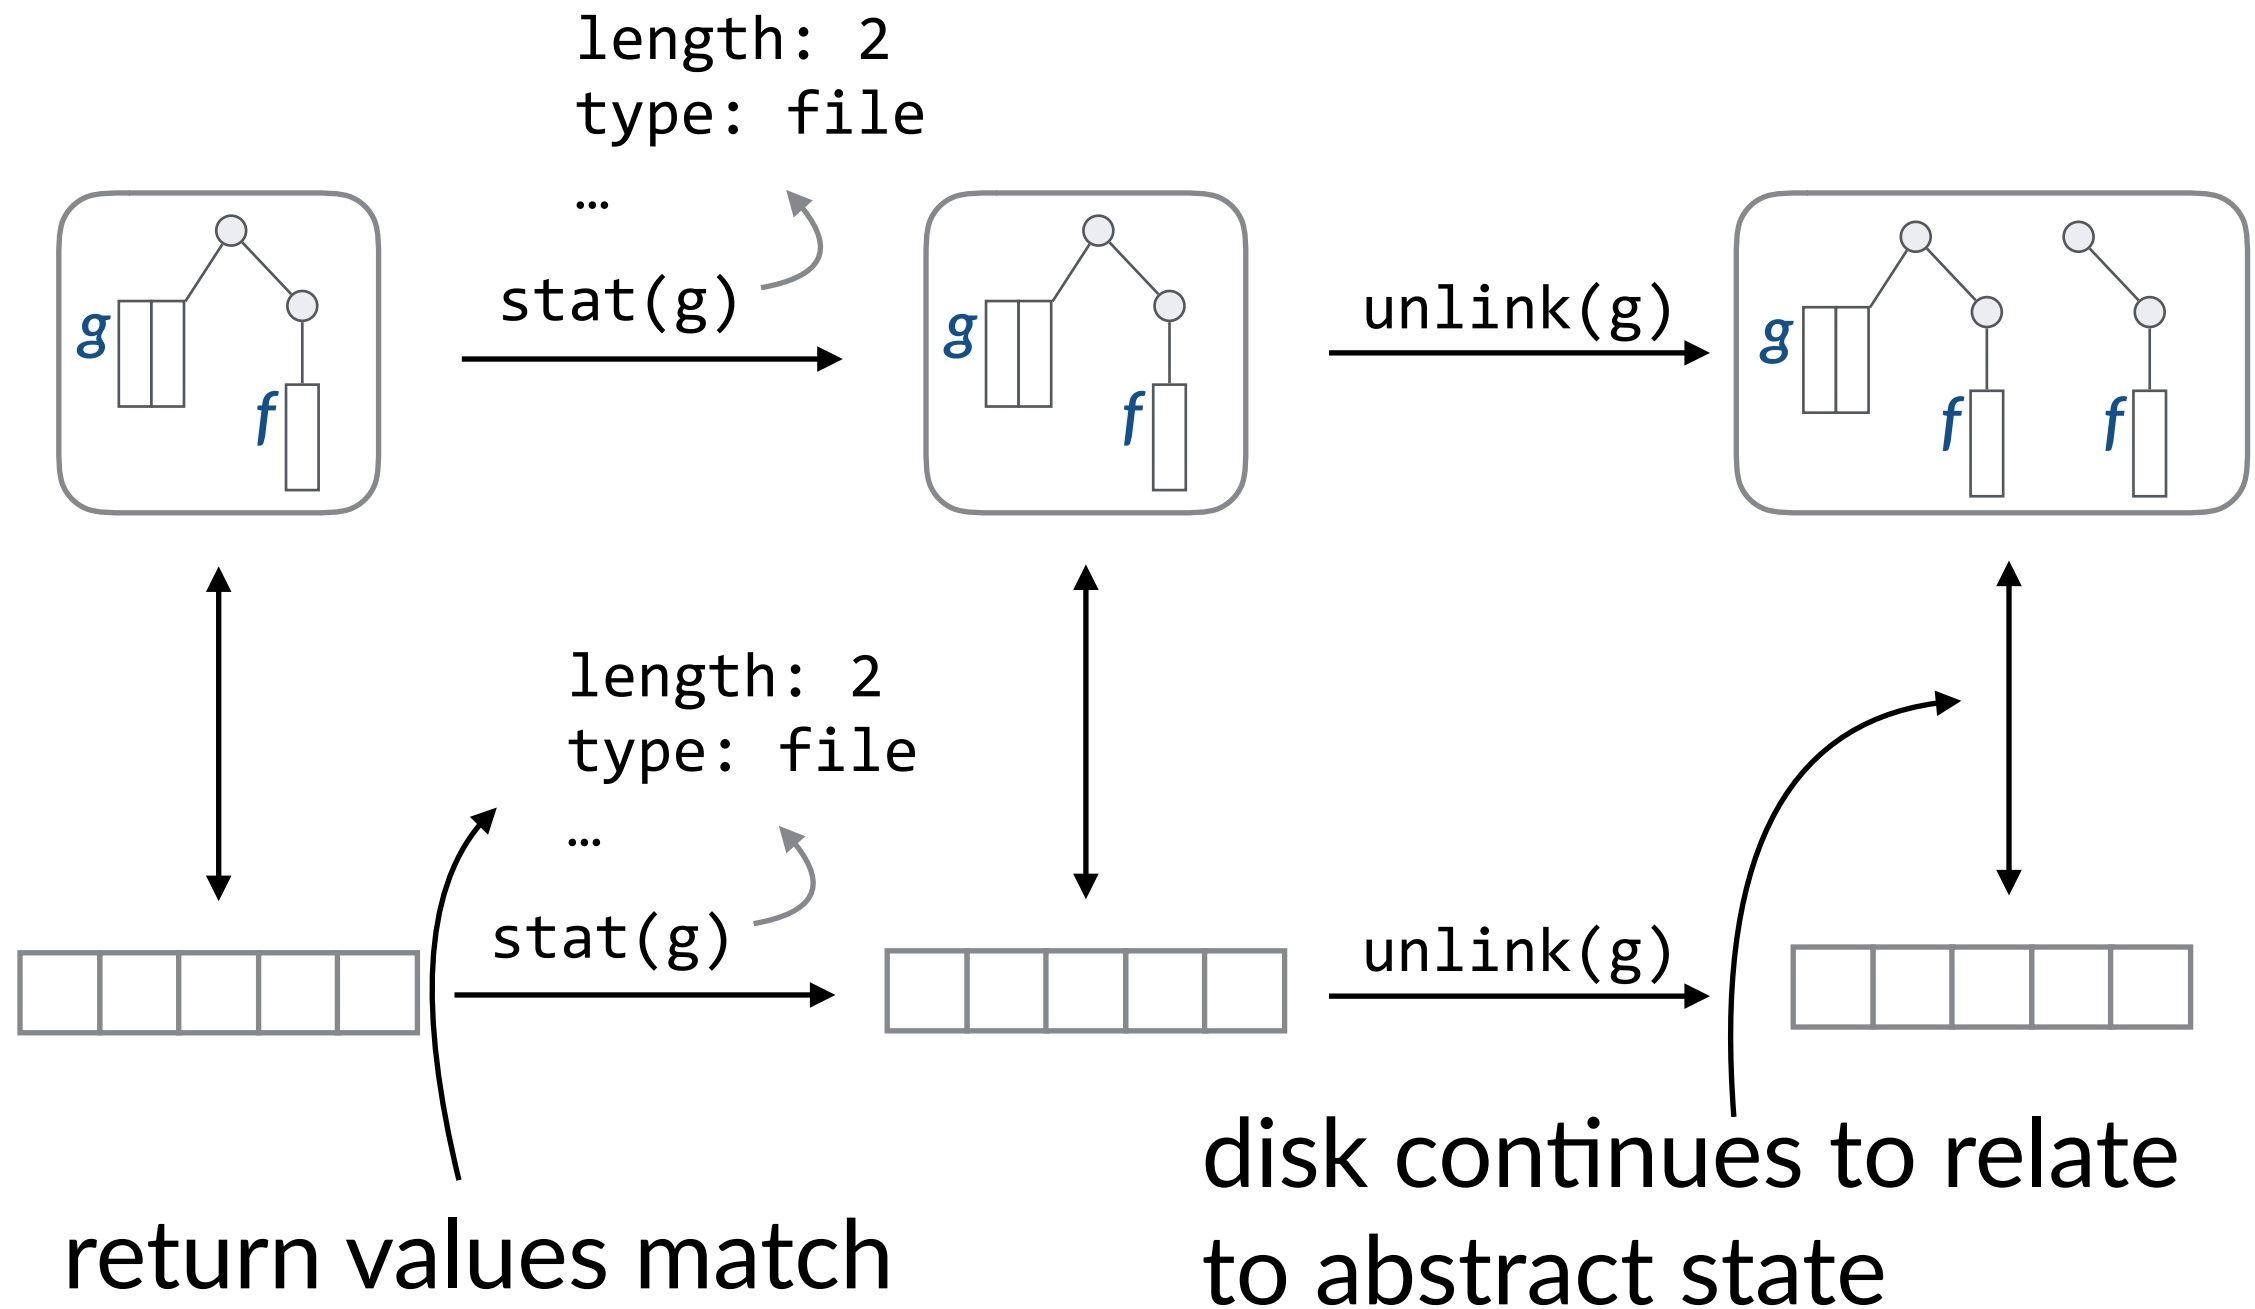 length: 2
type: file
…
stat(g)
unlink(g)
g
f
g
f
g
f
f
length: 2
type: file
…
stat(g)
unlink(g)
return values match
disk continues to relate
to abstract state